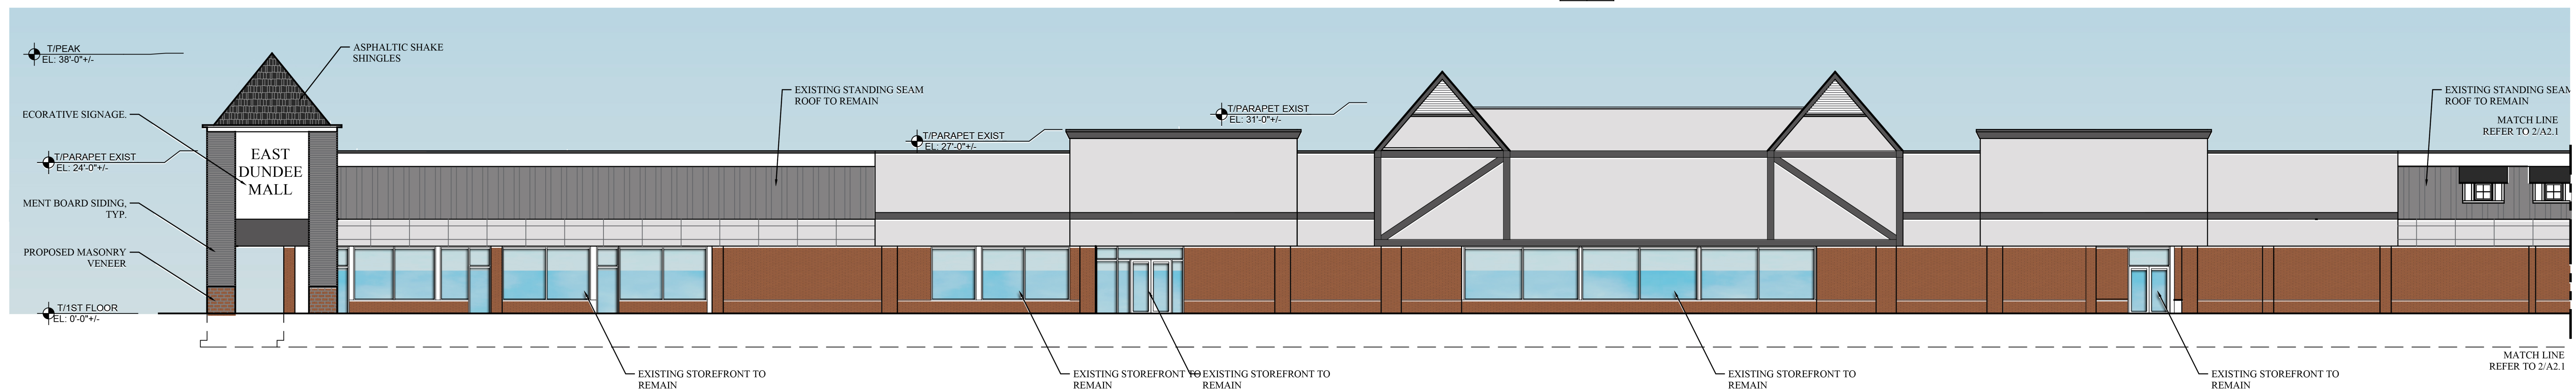 T/PEAK
EL: 38'-0"+/-
ASPHALTIC SHAKE
SHINGLES
ECORATIVE SIGNAGE.
T/PARAPET EXIST
EL: 24'-0"+/-
EAST
DUNDEE
MALL
MENT BOARD SIDING,
TYP.
PROPOSED MASONRY
VENEER
T/1ST FLOOR
EL: 0'-0"+/-
EXISTING STANDING SEAM
ROOF TO REMAIN
T/PARAPET EXIST
EL: 27'-0"+/-
T/PARAPET EXIST
EL: 31'-0"+/-
EXISTING STANDING SEAM
ROOF TO REMAIN
MATCH LINE
REFER TO 2/A2.1
EXISTING STOREFRONT TO
REMAIN
EXISTING STOREFRONT TO
REMAIN
EXISTING STOREFRONT TO
REMAIN
EXISTING STOREFRONT TO
REMAIN
EXISTING STOREFRONT TO
REMAIN
MATCH LINE
REFER TO 2/A2.1